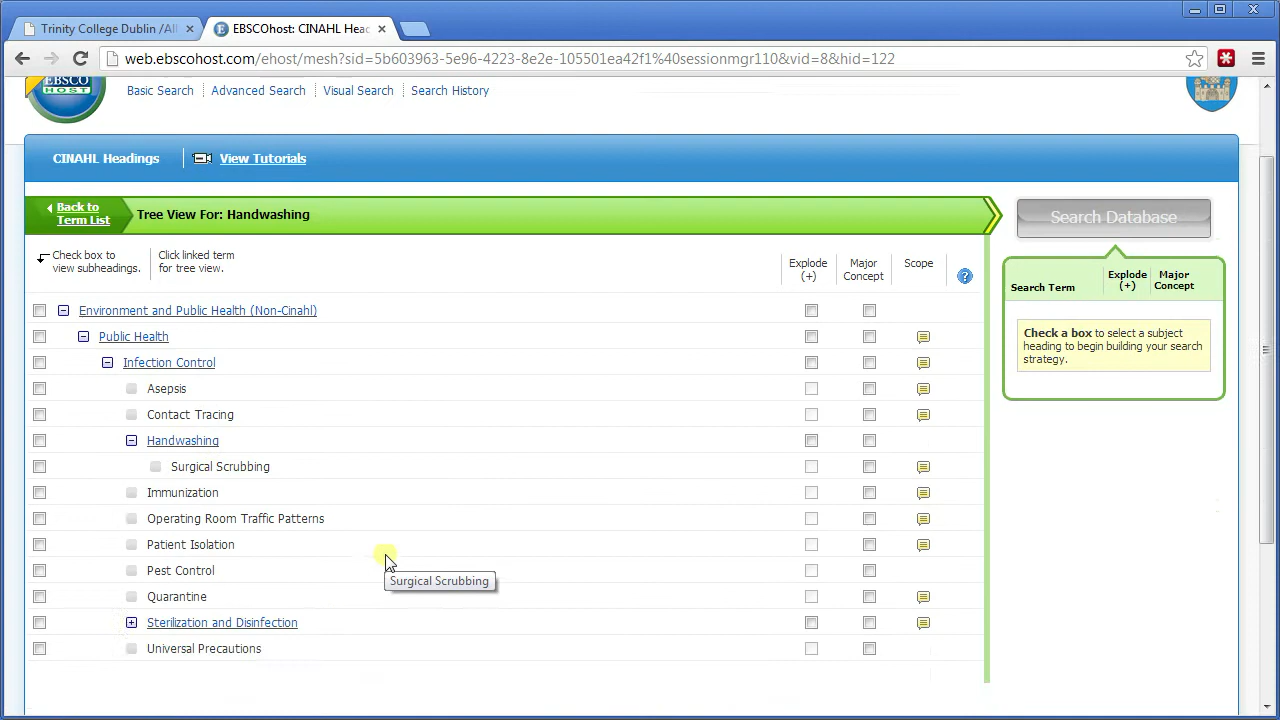 Trinity College Dublin /All
EBSCOhost: CINAHL Hea
web.ebscohost.com/ehost/mesh?sid=5b603963-5e96-4223-8e2e-105501ea42f1%40sessionmgr110&vid=8&hid=122
EBSCO
HOST
Basic Search
Advanced Search
Visual Search
Search History
CINAHL Headings
View Tutorials
Back to
Term List
Tree View For: Handwashing
Search Database
Check box to
view subheadings.
Click linked term
for tree view.
Explode
(+)
Major
Concept
Scope
?
Search Term
Explode
(+)
Major
Concept
Check a box to select a subject
heading to begin building your search
strategy.
Environment and Public Health (Non-Cinahl)
Public Health
Infection Control
Asepsis
Contact Tracing
Handwashing
Surgical Scrubbing
Immunization
Operating Room Traffic Patterns
Patient Isolation
Pest Control
Surgical Scrubbing
Quarantine
Sterilization and Disinfection
Universal Precautions